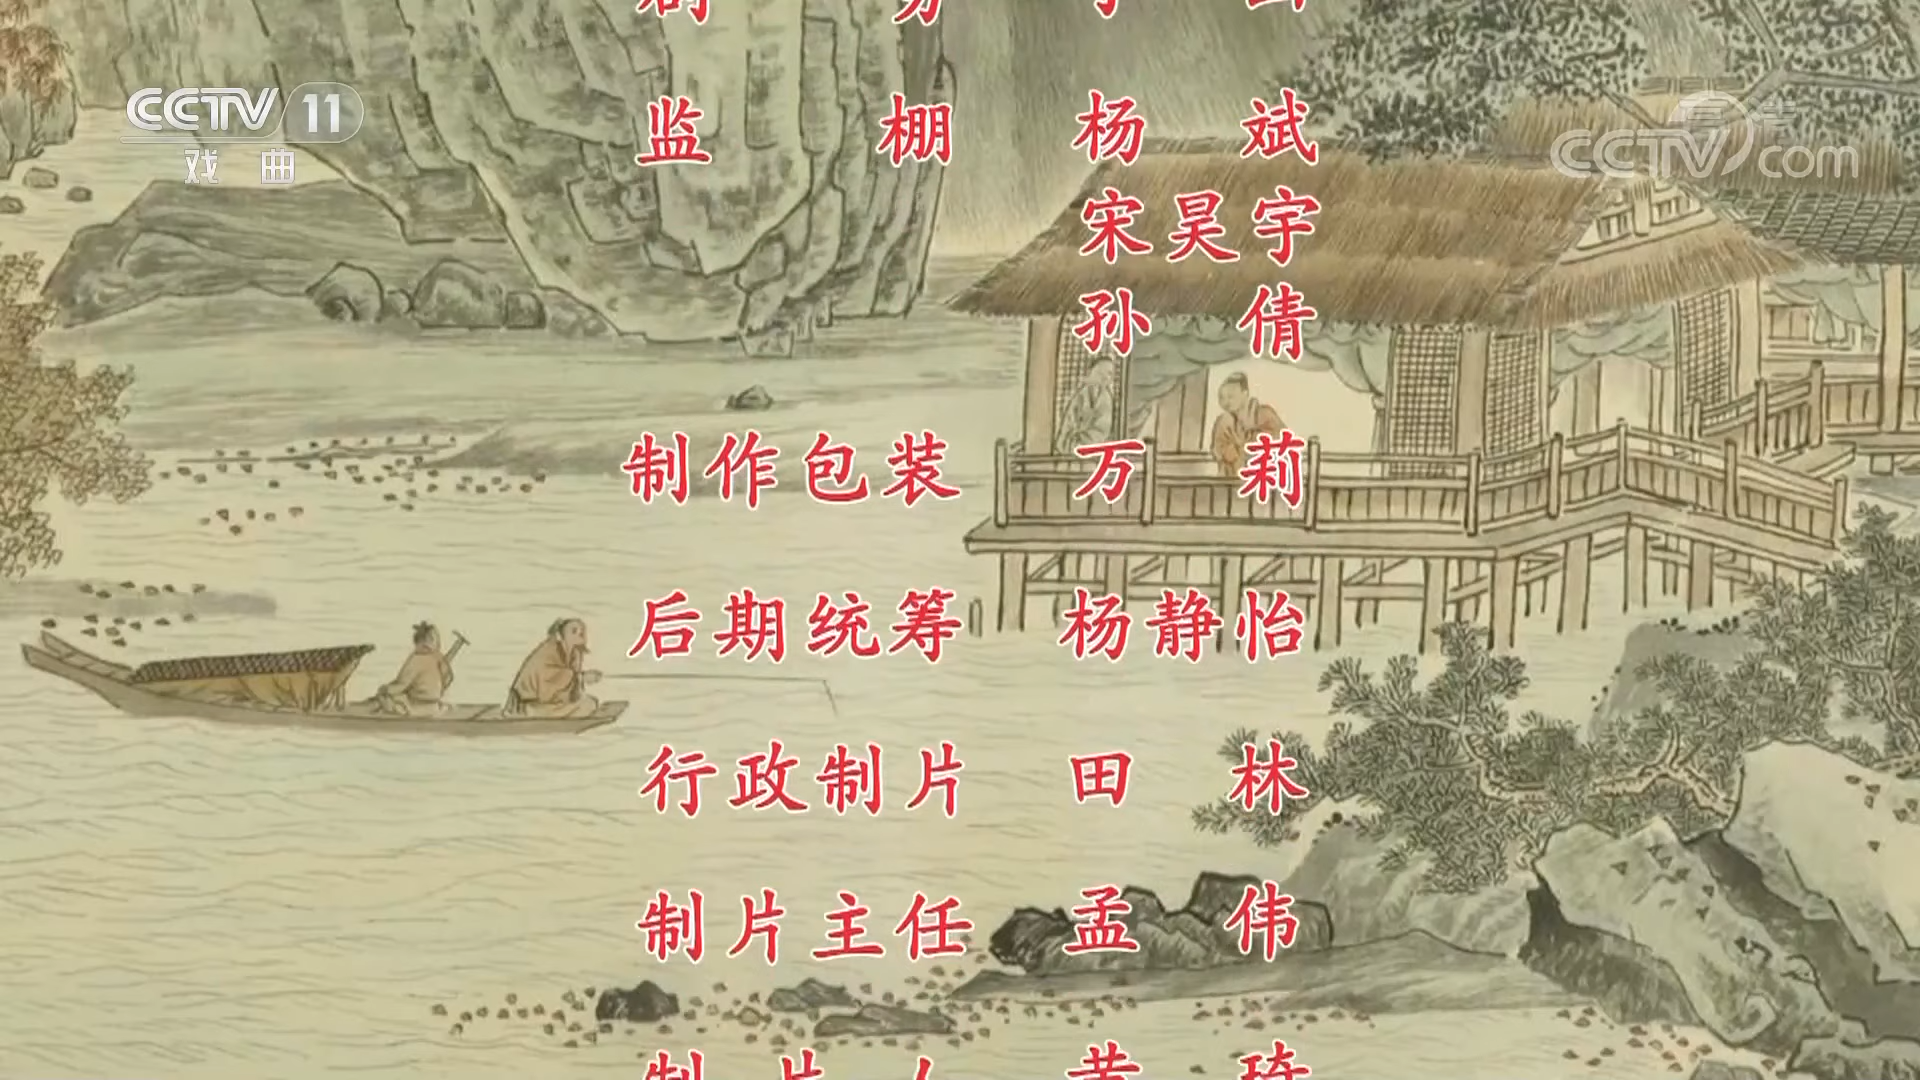 CCTV 11
戏曲
CCTV com
监 棚 杨 斌
宋昊宇
孙 倩
制作包装 万 莉
后期统筹 杨静怡
行政制片 田 林
制片主任 孟 伟